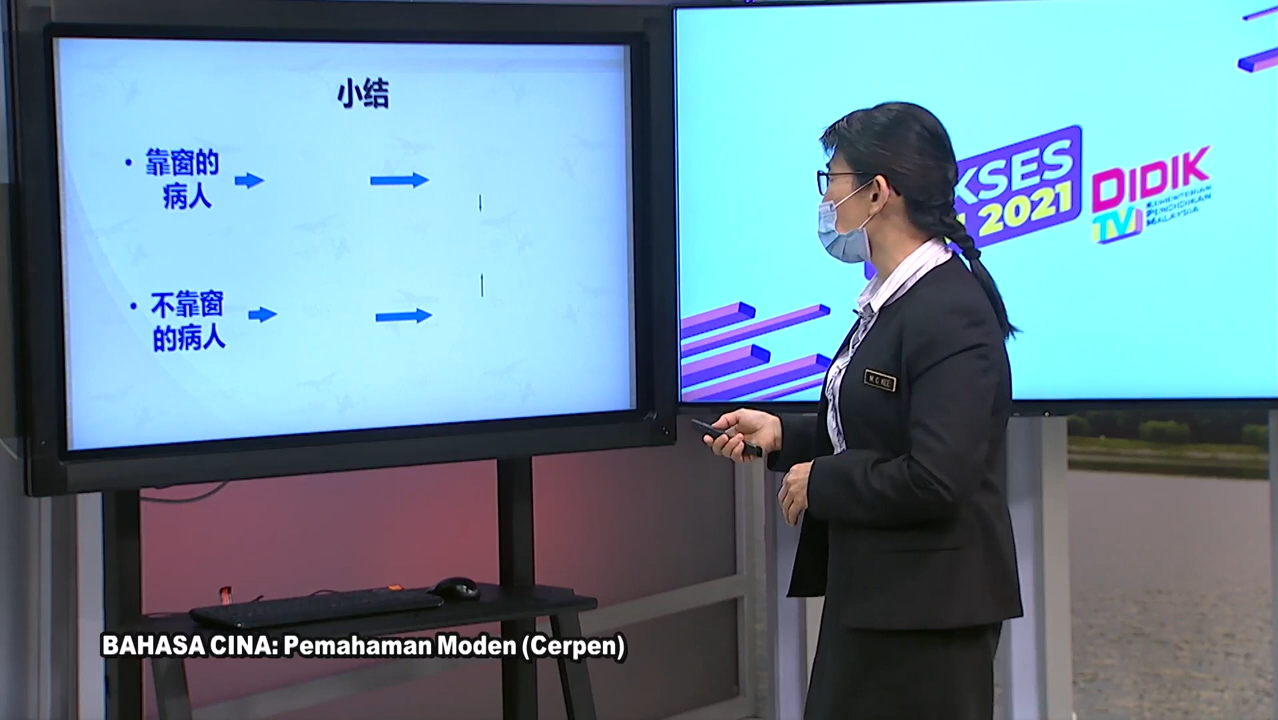 小结
• 靠窗的
病人
• 不靠窗
的病人
KSES
2021
DIDIK
TV
KEMENTERIAN
PENDIDIKAN
MALAYSIA
BAHASA CINA: Pemahaman Moden (Cerpen)